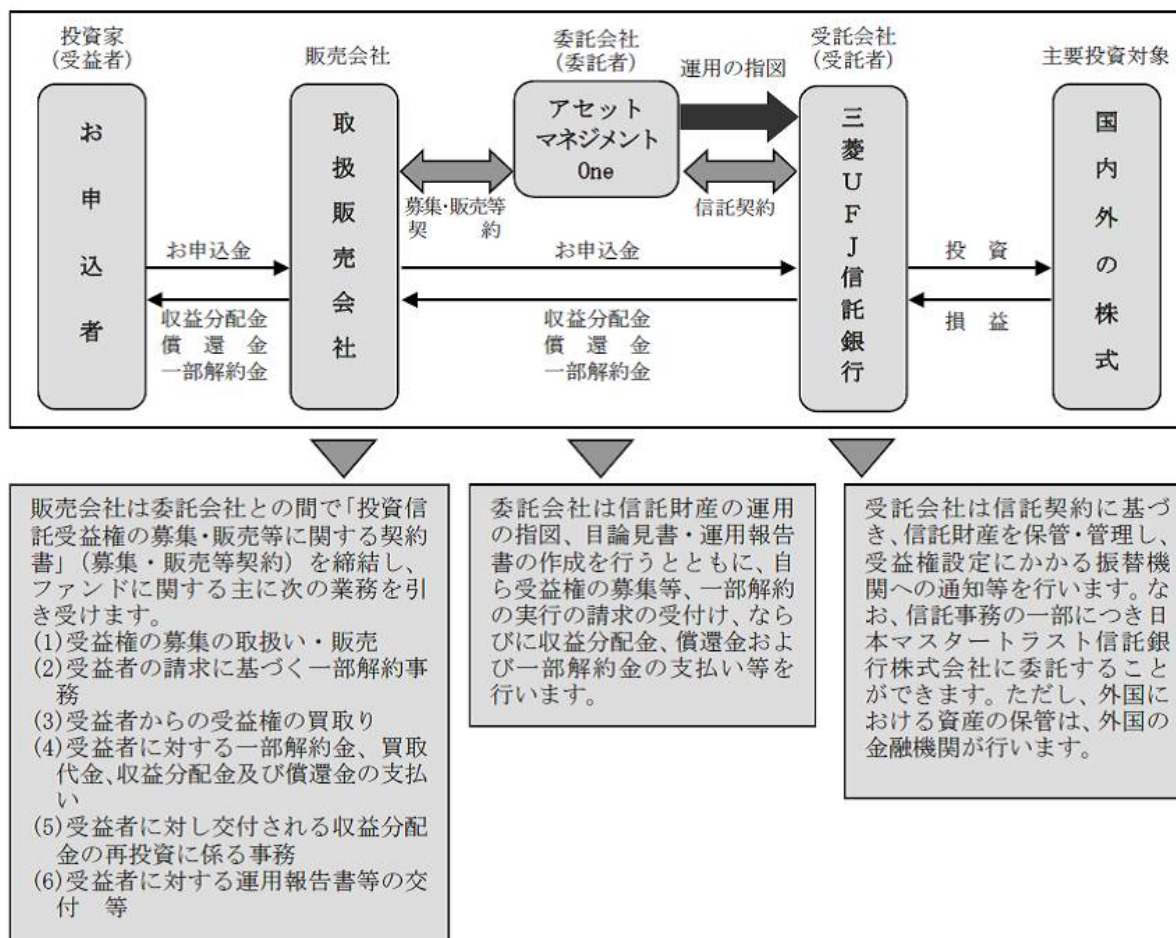 投資家
(受益者)
販売会社
委託会社
(委託者)
運用の指図
受託会社
(受託者)
主要投資対象
お申込者
取扱販売会社
アセット
マネジメント
One
三菱UFJ信託銀行
国内外の株式
募集・販売等
契　　約
信託契約
お申込金
収益分配金
償　還　金
一部解約金
お申込金
収益分配金
償　還　金
一部解約金
投　資
損　益
販売会社は委託会社との間で「投資信
託受益権の募集・販売等に関する契約
書」（募集・販売等契約）を締結し、
ファンドに関する主に次の業務を引
き受けます。
(1)受益権の募集の取扱い・販売
(2)受益者の請求に基づく一部解約事
務
(3)受益者からの受益権の買取り
(4)受益者に対する一部解約金、買取
代金、収益分配金及び償還金の支払
い
(5)受益者に対し交付される収益分配
金の再投資に係る事務
(6)受益者に対する運用報告書等の交
付　等
委託会社は信託財産の運用
の指図、目論見書・運用報告
書の作成を行うとともに、自
ら受益権の募集等、一部解約
の実行の請求の受付け、なら
びに収益分配金、償還金およ
び一部解約金の支払い等を
行います。
受託会社は信託契約に基づ
き、信託財産を保管・管理し、
受益権設定にかかる振替機
関への通知等を行います。な
お、信託事務の一部につき日
本マスタートラスト信託銀
行株式会社に委託すること
ができます。ただし、外国に
おける資産の保管は、外国の
金融機関が行います。